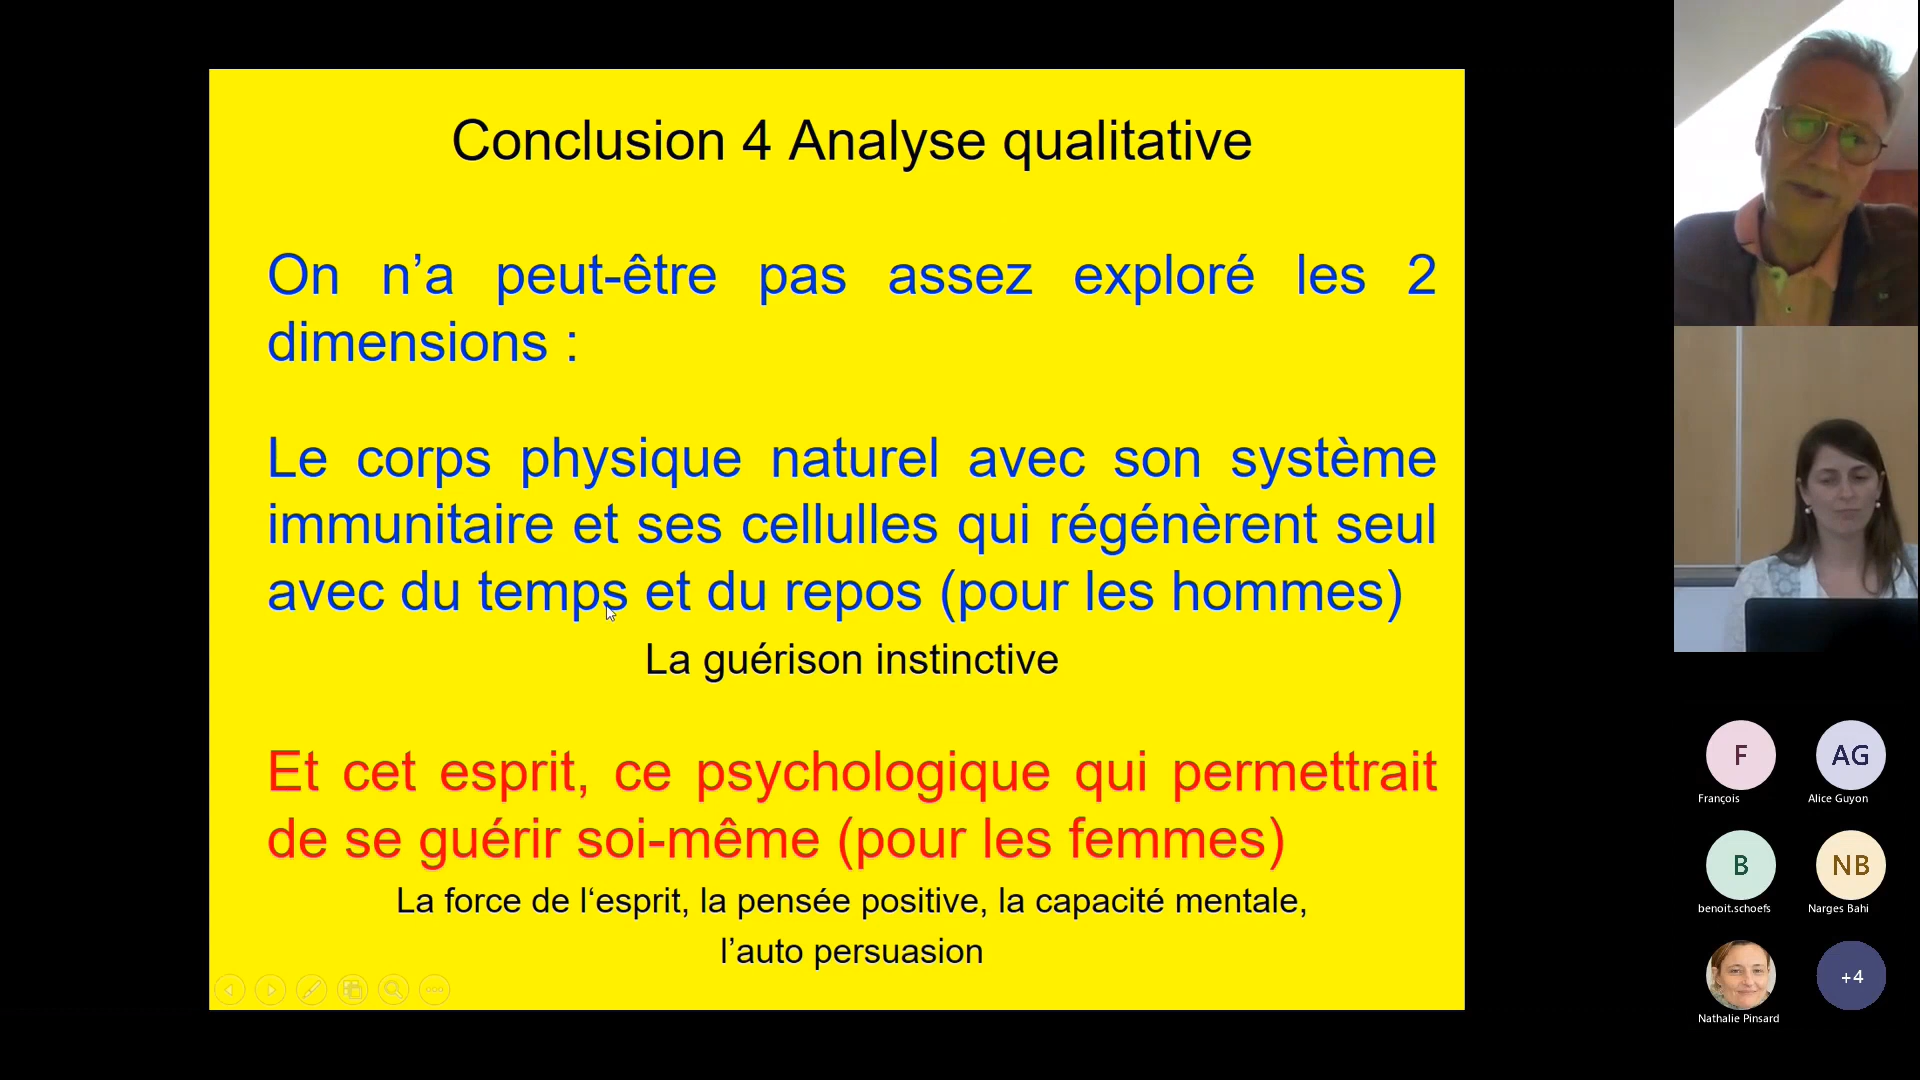 Conclusion 4 Analyse qualitative
On n’a peut-être pas assez exploré les 2
dimensions :
Le corps physique naturel avec son système
immunitaire et ses cellulles qui régénèrent seul
avec du temps et du repos (pour les hommes)
La guérison instinctive
Et cet esprit, ce psychologique qui permettrait
de se guérir soi-même (pour les femmes)
La force de l‘esprit, la pensée positive, la capacité mentale,
l’auto persuasion
F
François
AG
Alice Guyon
B
benoit.schoefs
NB
Narges Bahi
Nathalie Pinsard
+4